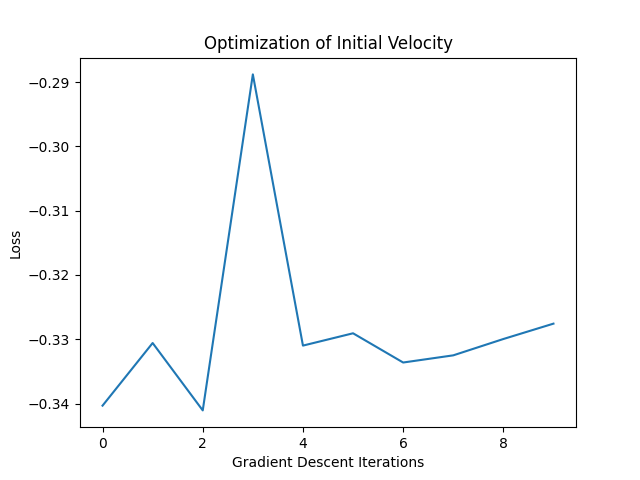 Optimization of Initial Velocity
−0.29
−0.30
−0.31
−0.32
−0.33
−0.34
Loss
0 2 4 6 8
Gradient Descent Iterations